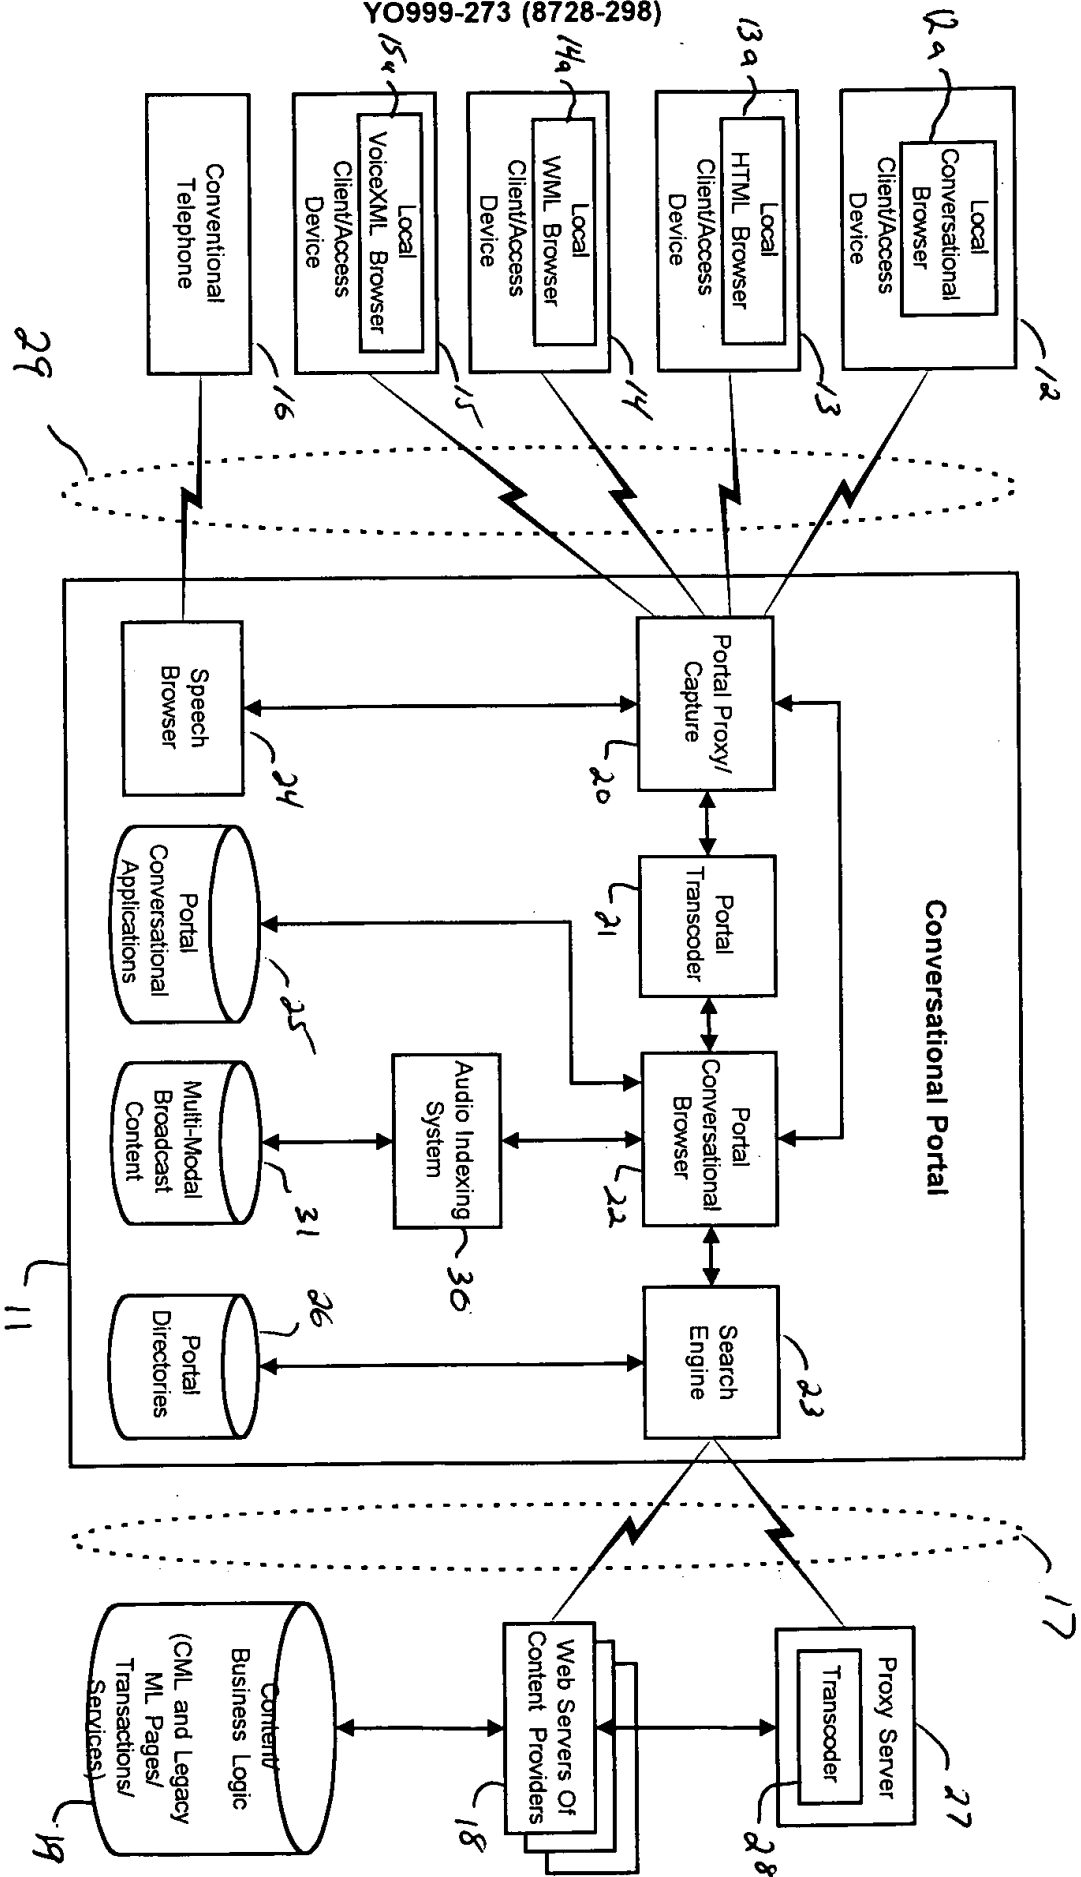 YO999-273 (8728-298)
12a
Local
Conversational
Browser
Client/Access
Device
12
13a
Local
HTML Browser
Client/Access
Device
13
14a
Local
WML Browser
Client/Access
Device
14
15a
Local
VoiceXML Browser
Client/Access
Device
15
Conventional
Telephone
16
29
Conversational Portal
Portal Proxy/
Capture
20
Portal
Transcoder
21
Portal
Conversational
Browser
22
Search
Engine
23
Speech
Browser
24
Portal
Conversational
Applications
25
Audio Indexing
System
30
Multi-Modal
Broadcast
Content
31
Portal
Directories
26
11
17
Proxy Server
Transcoder
27
28
Web Servers Of
Content Providers
18
Content/
Business Logic
(CML and Legacy
ML Pages/
Transactions/
Services)
19